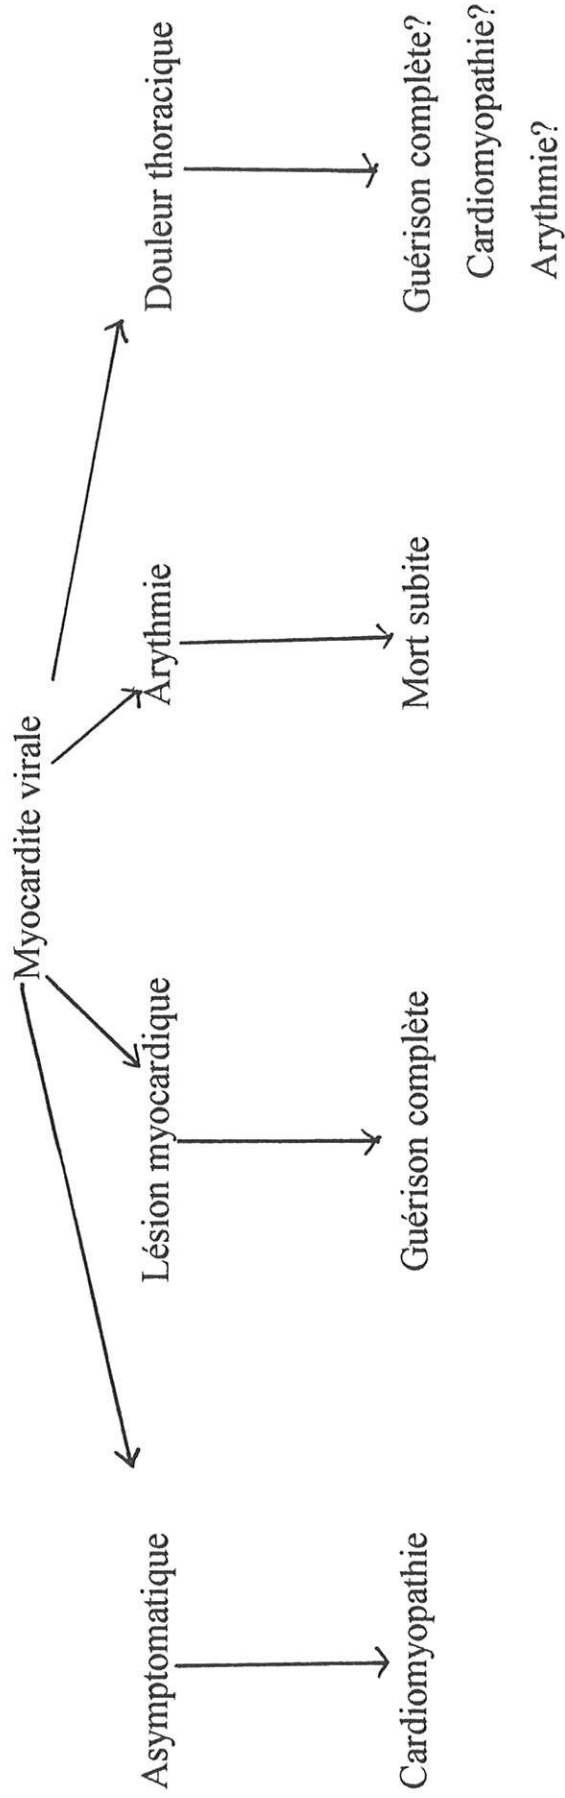 Myocardite virale
Asymptomatique
Lésion myocardique
Arythmie
Douleur thoracique
Cardiomyopathie
Guérison complète
Mort subite
Guérison complète?
Cardiomyopathie?
Arythmie?